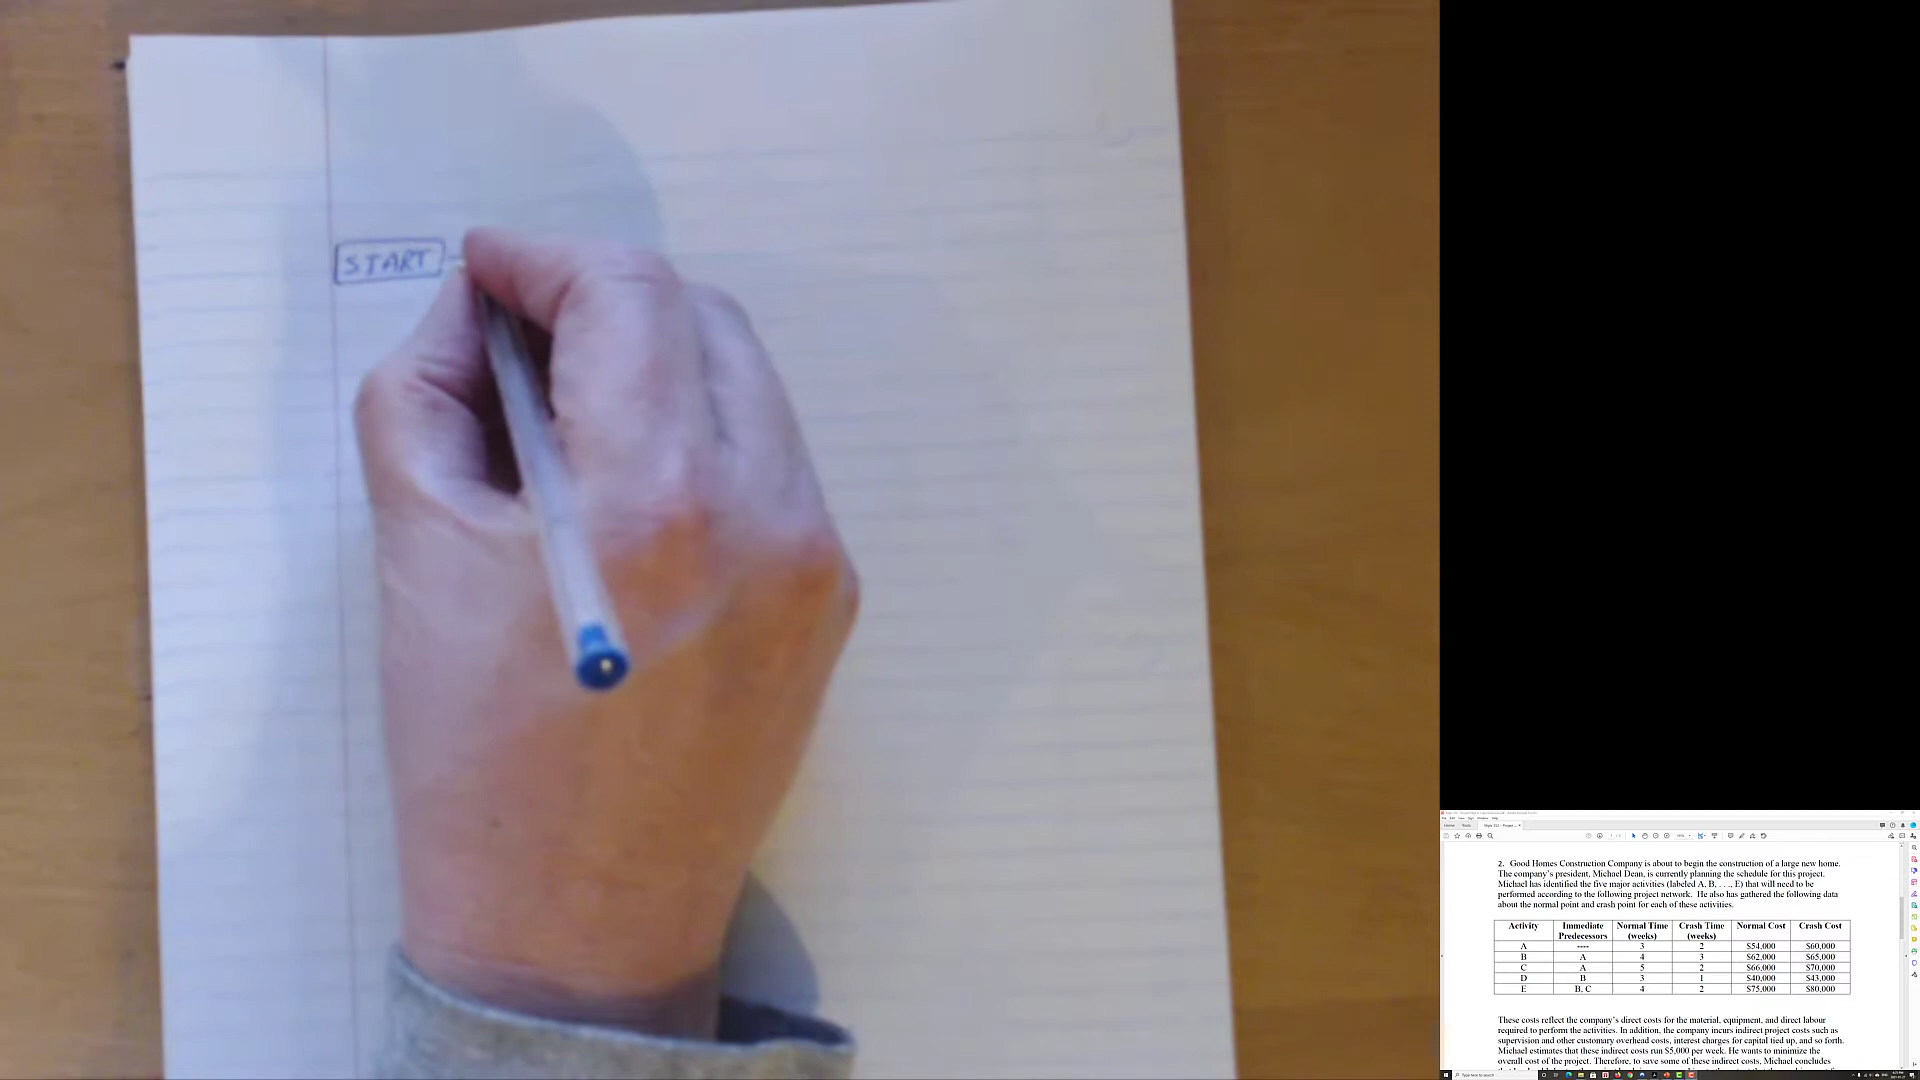 START
2. Good Homes Construction Company is about to begin the construction of a large new home.
The company's president, Michael Dean, is currently planning the schedule for this project.
Michael has identified the five major activities (labeled A, B, . . ., E) that will need to be
performed according to the following project network. He also has gathered the following data
about the normal point and crash point for each of these activities.
Activity Immediate Predecessors Normal Time (weeks) Crash Time (weeks) Normal Cost Crash Cost
A ---- 3 2 $54,000 $60,000
B A 4 3 $62,000 $65,000
C A 5 2 $66,000 $70,000
D B 3 1 $40,000 $43,000
E B, C 4 2 $75,000 $80,000
These costs reflect the company's direct costs for the material, equipment, and direct labour
required to perform the activities. In addition, the company incurs indirect project costs such as
supervision and other customary overhead costs, interest charges for capital tied up, and so forth.
Michael estimates that these indirect costs run $5,000 per week. He wants to minimize the
overall cost of the project. Therefore, to save some of these indirect costs, Michael concludes